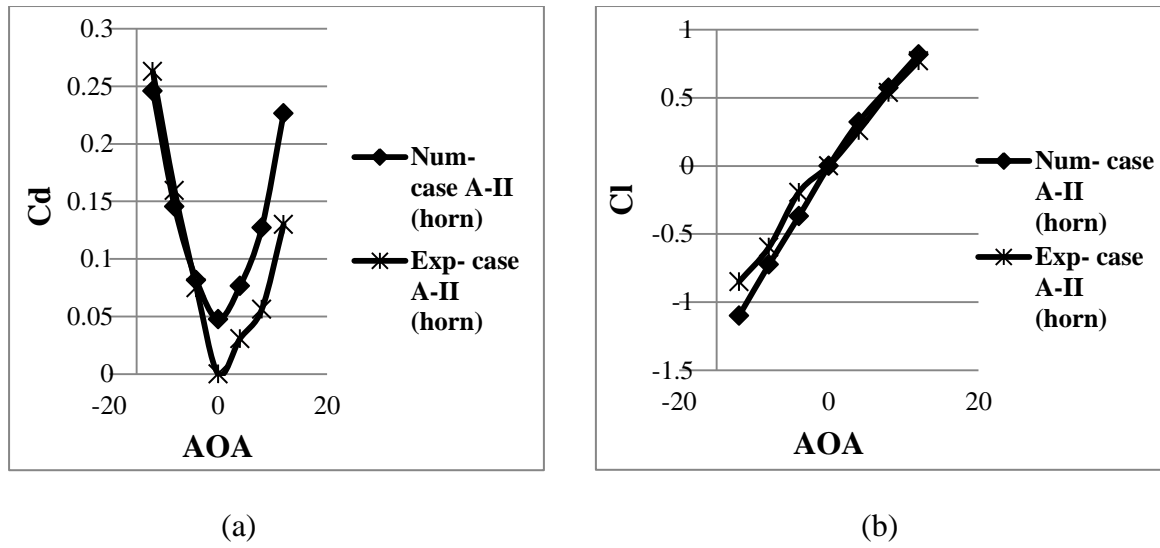 0.3
0.25
0.2
0.15
0.1
0.05
0
-20 0 20
Cd
AOA
Num-
case A-II
(horn)
Exp- case
A-II
(horn)
(a)
1
0.5
0
-0.5
-1
-1.5
-20 0 20
Cl
AOA
Num- case
A-II
(horn)
Exp- case
A-II
(horn)
(b)